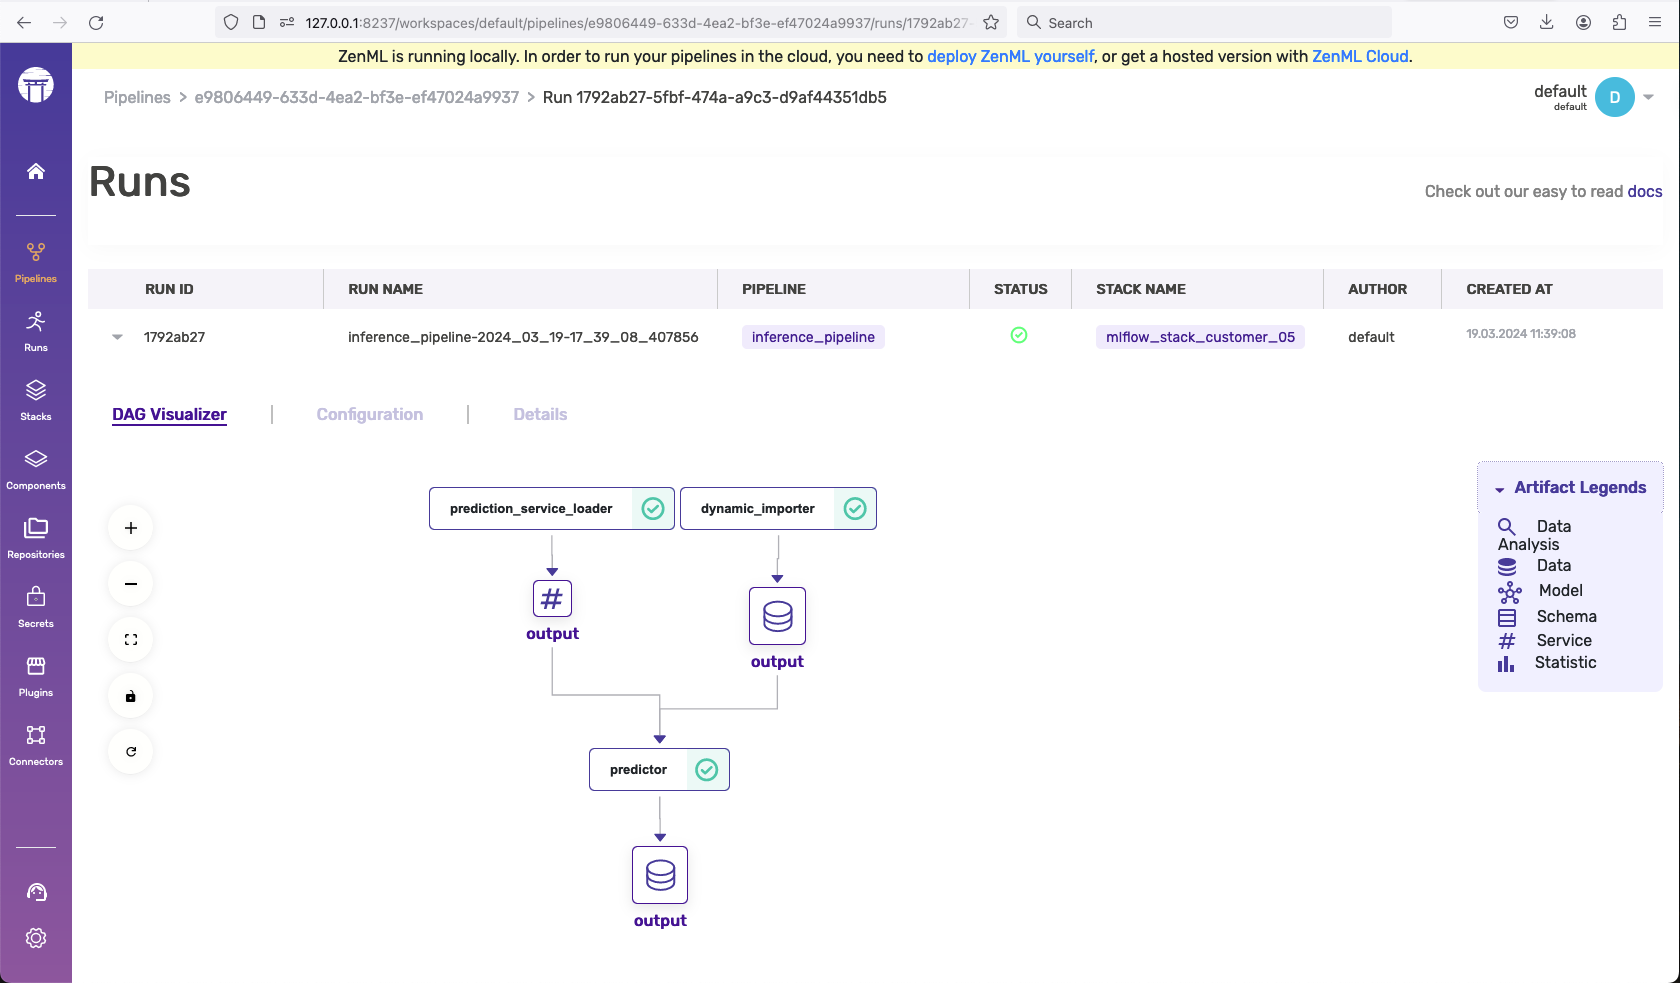 127.0.0.1:8237/workspaces/default/pipelines/e9806449-633d-4ea2-bf3e-ef47024a9937/runs/1792ab27-
Search
ZenML is running locally. In order to run your pipelines in the cloud, you need to deploy ZenML yourself, or get a hosted version with ZenML Cloud.
Pipelines > e9806449-633d-4ea2-bf3e-ef47024a9937 > Run 1792ab27-5fbf-474a-a9c3-d9af44351db5
default
default
D
Runs
Check out our easy to read docs
Pipelines
Runs
Stacks
Components
Repositories
Secrets
Plugins
Connectors
RUN ID RUN NAME PIPELINE STATUS STACK NAME AUTHOR CREATED AT
1792ab27 inference_pipeline-2024_03_19-17_39_08_407856 inference_pipeline mlflow_stack_customer_05 default 19.03.2024 11:39:08
DAG Visualizer | Configuration | Details
prediction_service_loader
dynamic_importer
#
output
output
predictor
output
Artifact Legends
Data
Analysis
Data
Model
Schema
# Service
Statistic